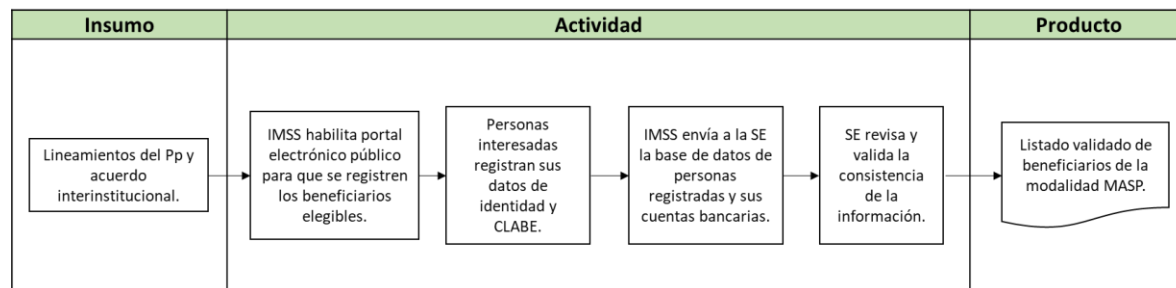 Insumo
Actividad
Producto
Lineamientos del Pp y
acuerdo
interinstitucional.
IMSS habilita portal
electrónico público
para que se registren
los beneficiarios
elegibles.
Personas
interesadas
registran sus
datos de
identidad y
CLABE.
IMSS envía a la SE
la base de datos de
personas
registradas y sus
cuentas bancarias.
SE revisa y
valida la
consistencia
de la
información.
Listado validado de
beneficiarios de la
modalidad MASP.